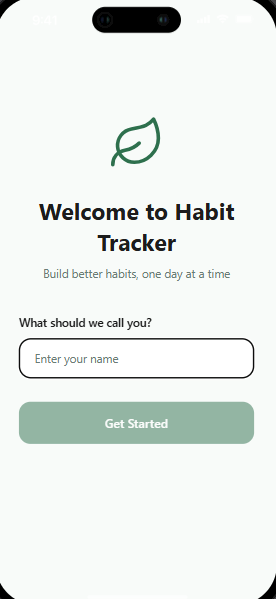 Welcome to Habit
Tracker
Build better habits, one day at a time
What should we call you?
Enter your name
Get Started